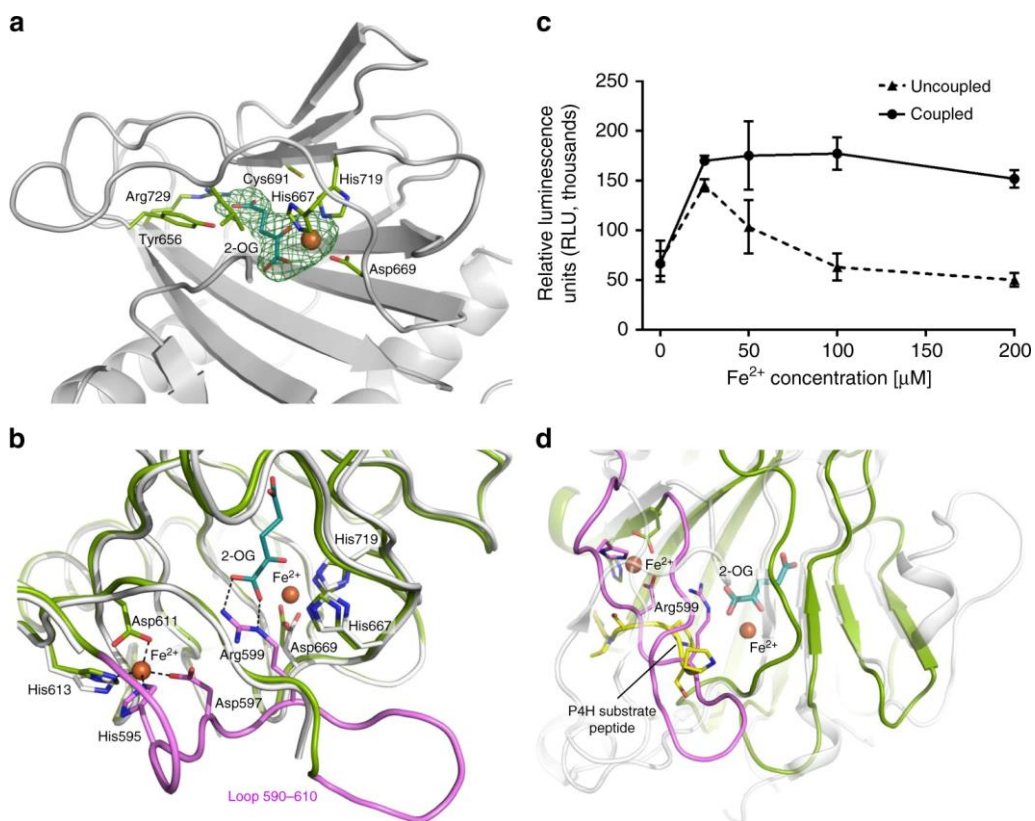 a
Cys691
His719
Arg729
His667
Tyr656
2-OG
Asp669
b
2-OG
His719
Fe2+
Asp611
His667
Fe2+
Arg599
Asp669
His613
Asp597
His595
Loop 590–610
c
Relative luminescence
units (RLU, thousands)
250
200
150
100
50
0
Uncoupled
Coupled
0
50
100
150
200
Fe2+ concentration [μM]
d
Fe2+
2-OG
Arg599
Fe2+
P4H substrate
peptide